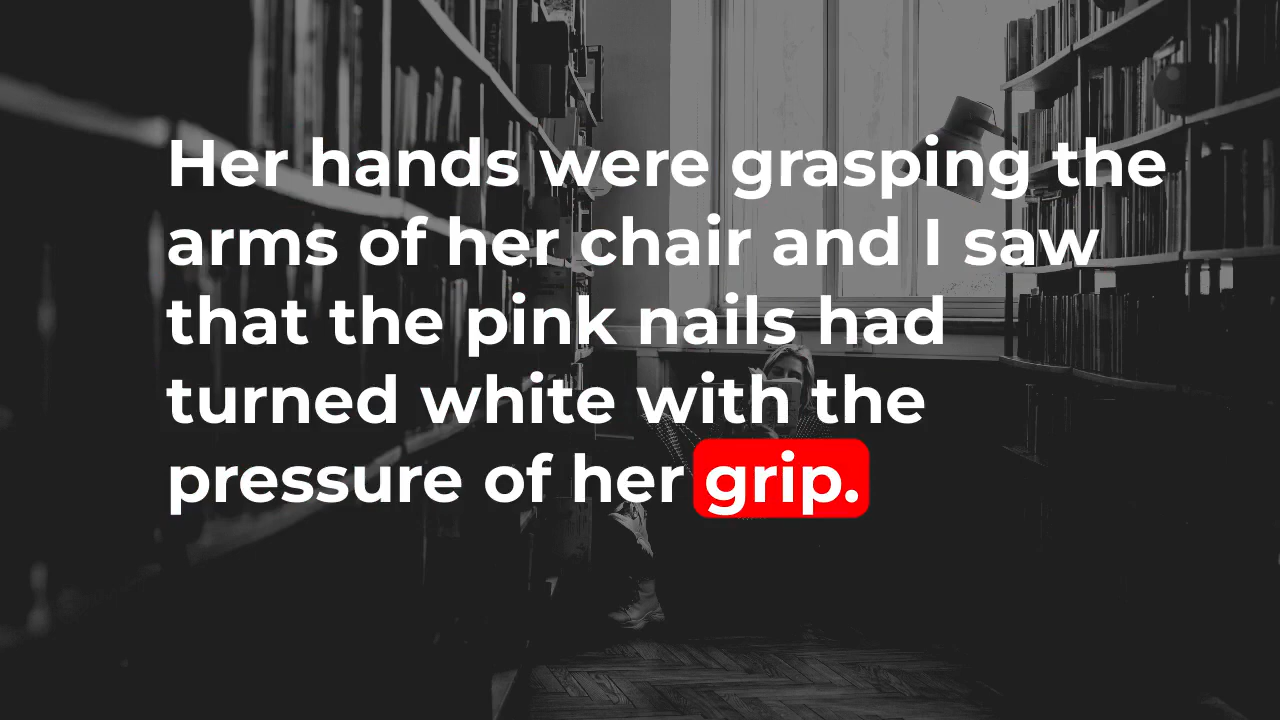 Her hands were grasping the
arms of her chair and I saw
that the pink nails had
turned white with the
pressure of her grip.